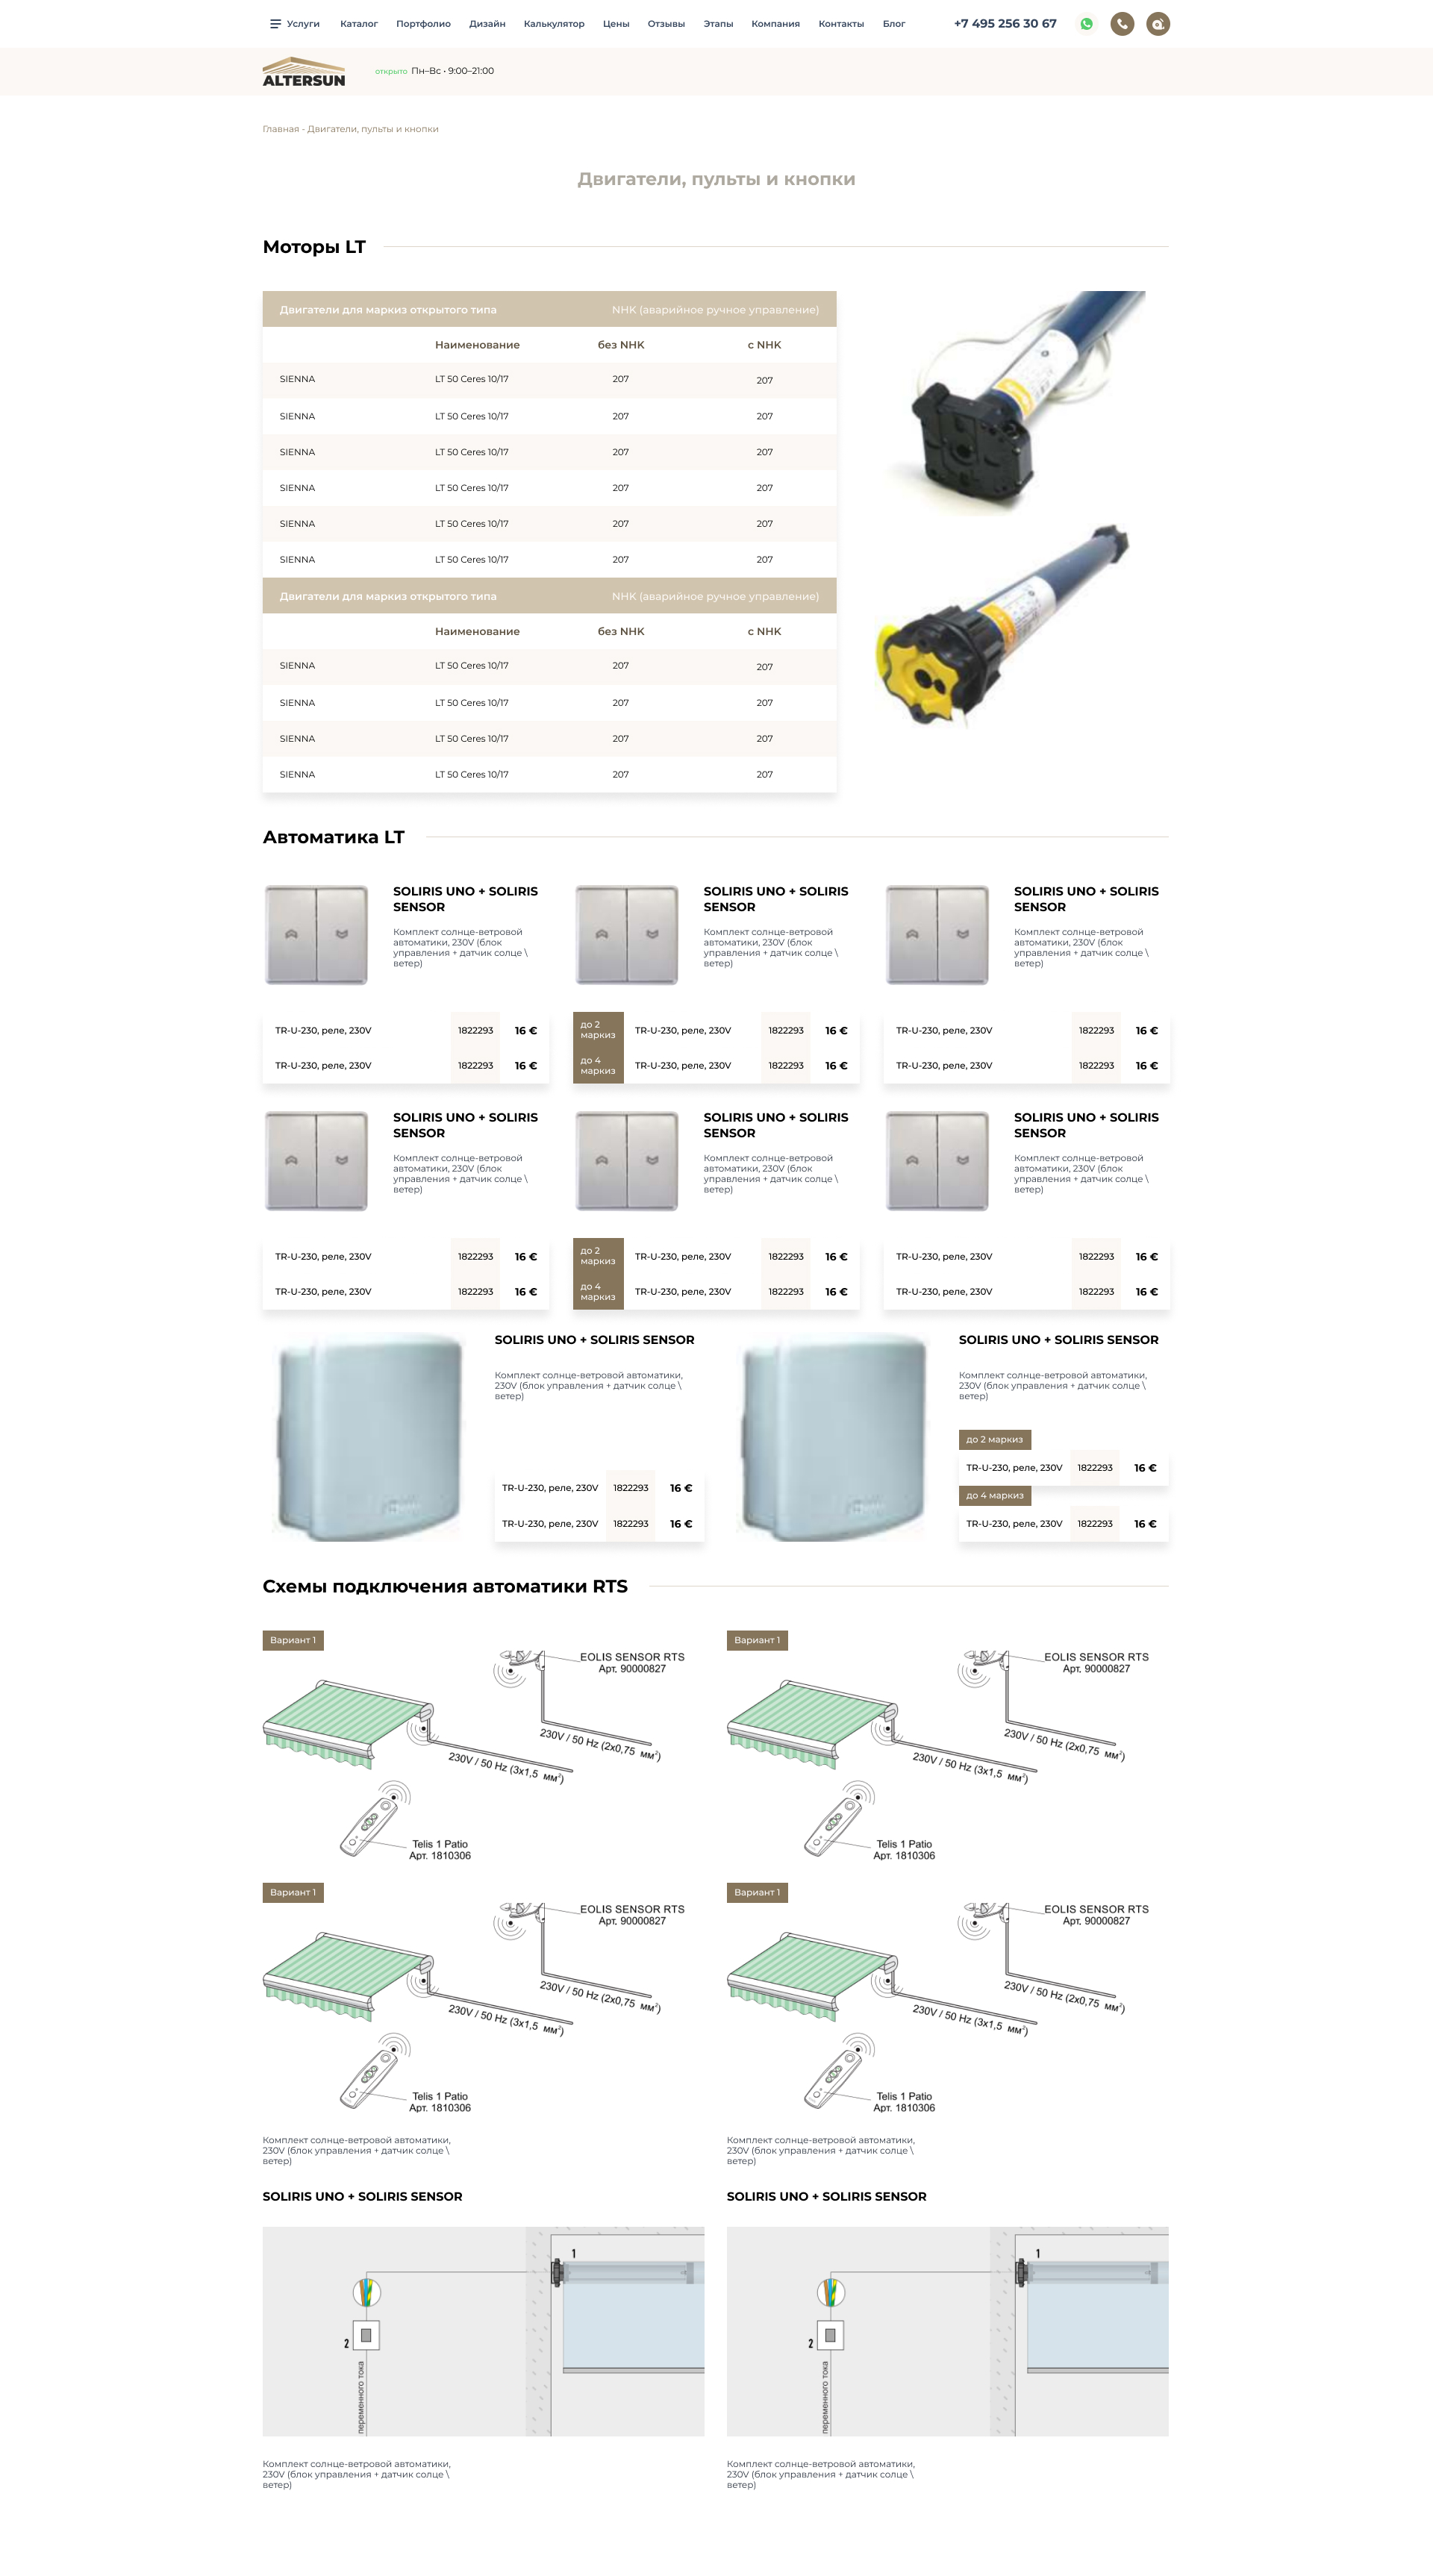 Услуги Каталог Портфолио Дизайн Калькулятор Цены Отзывы Этапы Компания Контакты Блог +7 495 256 30 67
ALTERSUN
открыто Пн–Вс • 9:00–21:00
Главная - Двигатели, пульты и кнопки
Двигатели, пульты и кнопки
Моторы LT
Двигатели для маркиз открытого типа NHK (аварийное ручное управление)
Наименование без NHK с NHK
SIENNA LT 50 Ceres 10/17 207 207
SIENNA LT 50 Ceres 10/17 207 207
SIENNA LT 50 Ceres 10/17 207 207
SIENNA LT 50 Ceres 10/17 207 207
SIENNA LT 50 Ceres 10/17 207 207
SIENNA LT 50 Ceres 10/17 207 207
Двигатели для маркиз открытого типа NHK (аварийное ручное управление)
Наименование без NHK с NHK
SIENNA LT 50 Ceres 10/17 207 207
SIENNA LT 50 Ceres 10/17 207 207
SIENNA LT 50 Ceres 10/17 207 207
SIENNA LT 50 Ceres 10/17 207 207
Автоматика LT
SOLIRIS UNO + SOLIRIS
SENSOR
Комплект солнце-ветровой
автоматики, 230V (блок
управления + датчик солце \
ветер)
TR-U-230, реле, 230V 1822293 16 €
TR-U-230, реле, 230V 1822293 16 €
SOLIRIS UNO + SOLIRIS
SENSOR
Комплект солнце-ветровой
автоматики, 230V (блок
управления + датчик солце \
ветер)
до 2
маркиз
TR-U-230, реле, 230V 1822293 16 €
до 4
маркиз
TR-U-230, реле, 230V 1822293 16 €
SOLIRIS UNO + SOLIRIS
SENSOR
Комплект солнце-ветровой
автоматики, 230V (блок
управления + датчик солце \
ветер)
TR-U-230, реле, 230V 1822293 16 €
TR-U-230, реле, 230V 1822293 16 €
SOLIRIS UNO + SOLIRIS
SENSOR
Комплект солнце-ветровой
автоматики, 230V (блок
управления + датчик солце \
ветер)
TR-U-230, реле, 230V 1822293 16 €
TR-U-230, реле, 230V 1822293 16 €
SOLIRIS UNO + SOLIRIS
SENSOR
Комплект солнце-ветровой
автоматики, 230V (блок
управления + датчик солце \
ветер)
до 2
маркиз
TR-U-230, реле, 230V 1822293 16 €
до 4
маркиз
TR-U-230, реле, 230V 1822293 16 €
SOLIRIS UNO + SOLIRIS
SENSOR
Комплект солнце-ветровой
автоматики, 230V (блок
управления + датчик солце \
ветер)
TR-U-230, реле, 230V 1822293 16 €
TR-U-230, реле, 230V 1822293 16 €
SOLIRIS UNO + SOLIRIS SENSOR
Комплект солнце-ветровой автоматики,
230V (блок управления + датчик солце \
ветер)
TR-U-230, реле, 230V 1822293 16 €
TR-U-230, реле, 230V 1822293 16 €
SOLIRIS UNO + SOLIRIS SENSOR
Комплект солнце-ветровой автоматики,
230V (блок управления + датчик солце \
ветер)
до 2 маркиз
TR-U-230, реле, 230V 1822293 16 €
до 4 маркиз
TR-U-230, реле, 230V 1822293 16 €
Схемы подключения автоматики RTS
Вариант 1
EOLIS SENSOR RTS
Арт. 90000827
230V / 50 Hz (2x0,75 мм²)
230V / 50 Hz (3x1,5 мм²)
Telis 1 Patio
Арт. 1810306
Вариант 1
EOLIS SENSOR RTS
Арт. 90000827
230V / 50 Hz (2x0,75 мм²)
230V / 50 Hz (3x1,5 мм²)
Telis 1 Patio
Арт. 1810306
Вариант 1
EOLIS SENSOR RTS
Арт. 90000827
230V / 50 Hz (2x0,75 мм²)
230V / 50 Hz (3x1,5 мм²)
Telis 1 Patio
Арт. 1810306
Вариант 1
EOLIS SENSOR RTS
Арт. 90000827
230V / 50 Hz (2x0,75 мм²)
230V / 50 Hz (3x1,5 мм²)
Telis 1 Patio
Арт. 1810306
Комплект солнце-ветровой автоматики,
230V (блок управления + датчик солце \
ветер)
Комплект солнце-ветровой автоматики,
230V (блок управления + датчик солце \
ветер)
SOLIRIS UNO + SOLIRIS SENSOR
SOLIRIS UNO + SOLIRIS SENSOR
1
2
переменного тока
1
2
переменного тока
Комплект солнце-ветровой автоматики,
230V (блок управления + датчик солце \
ветер)
Комплект солнце-ветровой автоматики,
230V (блок управления + датчик солце \
ветер)